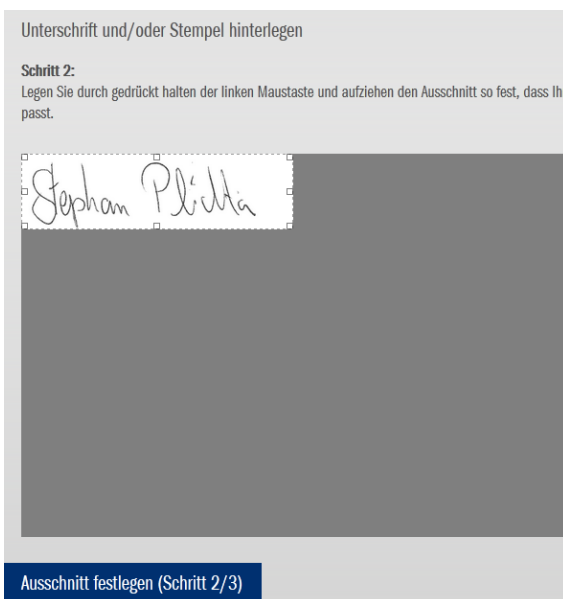 Unterschrift und/oder Stempel hinterlegen
Schritt 2:
Legen Sie durch gedrückt halten der linken Maustaste und aufziehen den Ausschnitt so fest, dass Ih
passt.
Stephan
Ausschnitt festlegen (Schritt 2/3)